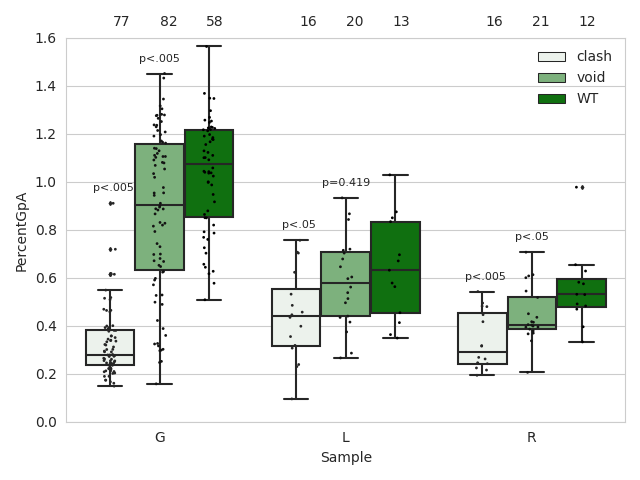 77 82 58 16 20 13 16 21 12
1.6
1.4
1.2
1.0
0.8
0.6
0.4
0.2
0.0
PercentGpA
p<.005
p<.005
p<.05
p=0.419
p<.005
p<.05
clash
void
WT
G L R
Sample